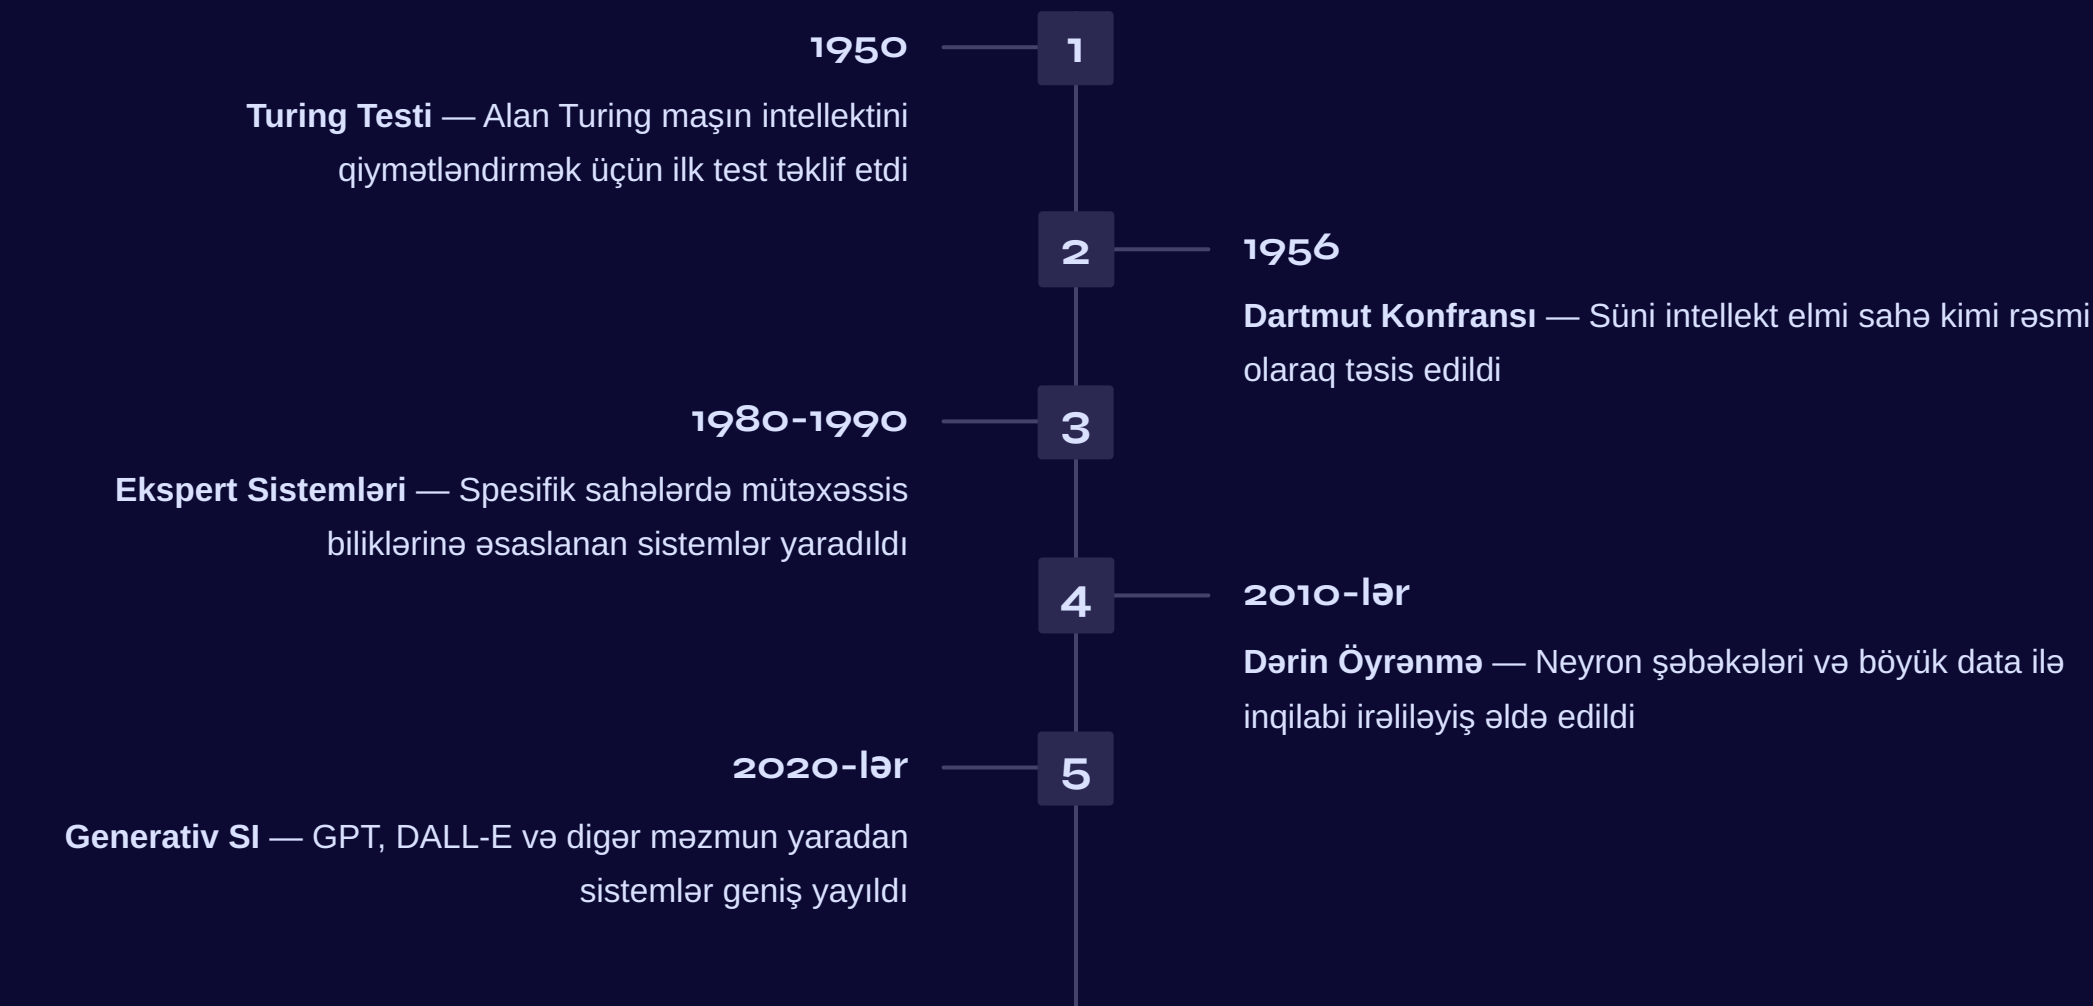 1950
1
Turing Testi — Alan Turing maşın intellektini
qiymətləndirmək üçün ilk test təklif etdi
2
1956
Dartmut Konfransı — Süni intellekt elmi sahə kimi rəsmi
olaraq təsis edildi
1980-1990
3
Ekspert Sistemləri — Spesifik sahələrdə mütəxəssis
biliklərinə əsaslanan sistemlər yaradıldı
4
2010-lər
Dərin Öyrənmə — Neyron şəbəkələri və böyük data ilə
inqilabi irəliləyiş əldə edildi
2020-lər
5
Generativ SI — GPT, DALL-E və digər məzmun yaradan
sistemlər geniş yayıldı